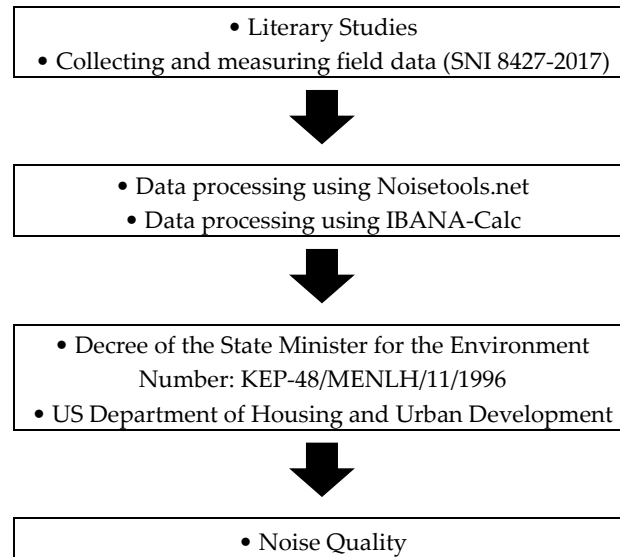 • Literary Studies
• Collecting and measuring field data (SNI 8427-2017)
• Data processing using Noisetools.net
• Data processing using IBANA-Calc
• Decree of the State Minister for the Environment
Number: KEP-48/MENLH/11/1996
• US Department of Housing and Urban Development
• Noise Quality